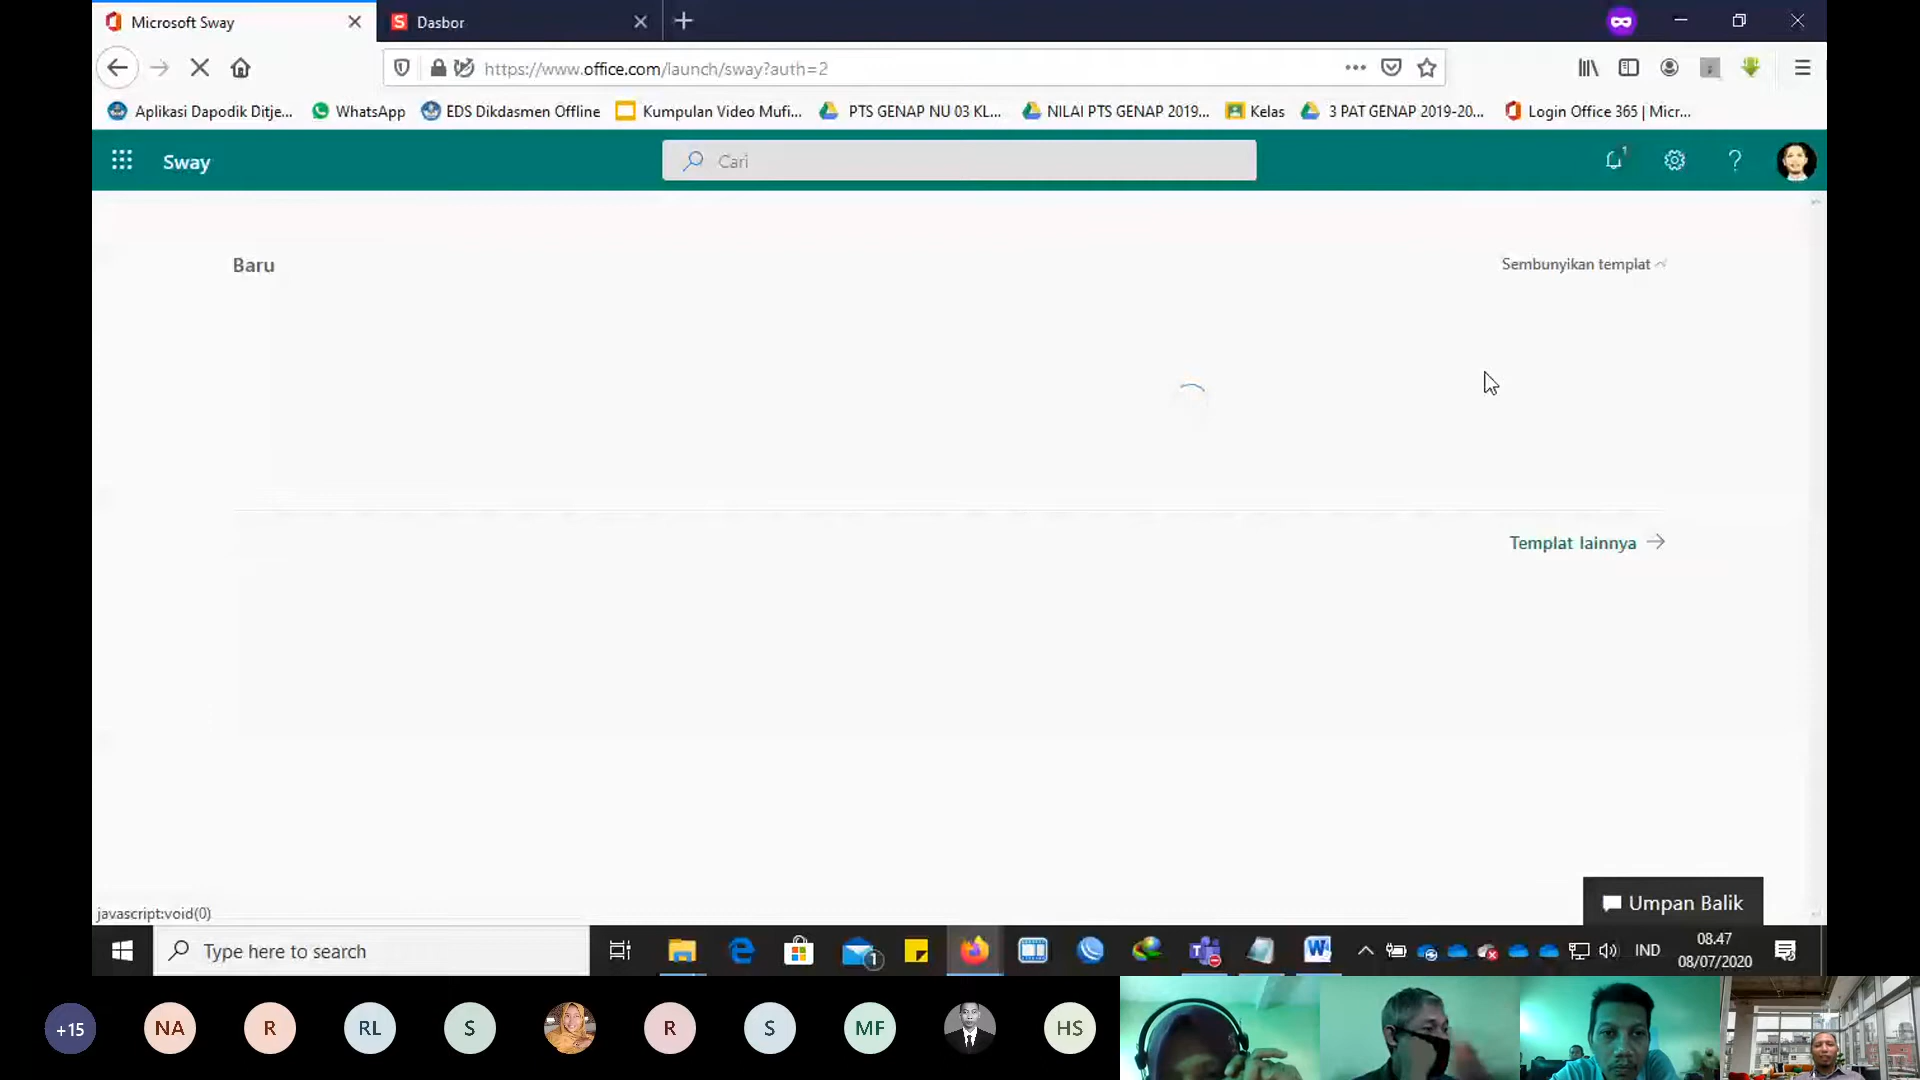 Microsoft Sway
Dasbor
https://www.office.com/launch/sway?auth=2
Aplikasi Dapodik Ditje... WhatsApp EDS Dikdasmen Offline Kumpulan Video Mufi... PTS GENAP NU 03 KL... NILAI PTS GENAP 2019... Kelas 3 PAT GENAP 2019-20... Login Office 365 | Micr...
Sway
Cari
1
Baru
Sembunyikan templat
Templat lainnya
Umpan Balik
javascript:void(0)
Type here to search
1
IND
08.47
08/07/2020
+15 NA R RL S R S MF HS